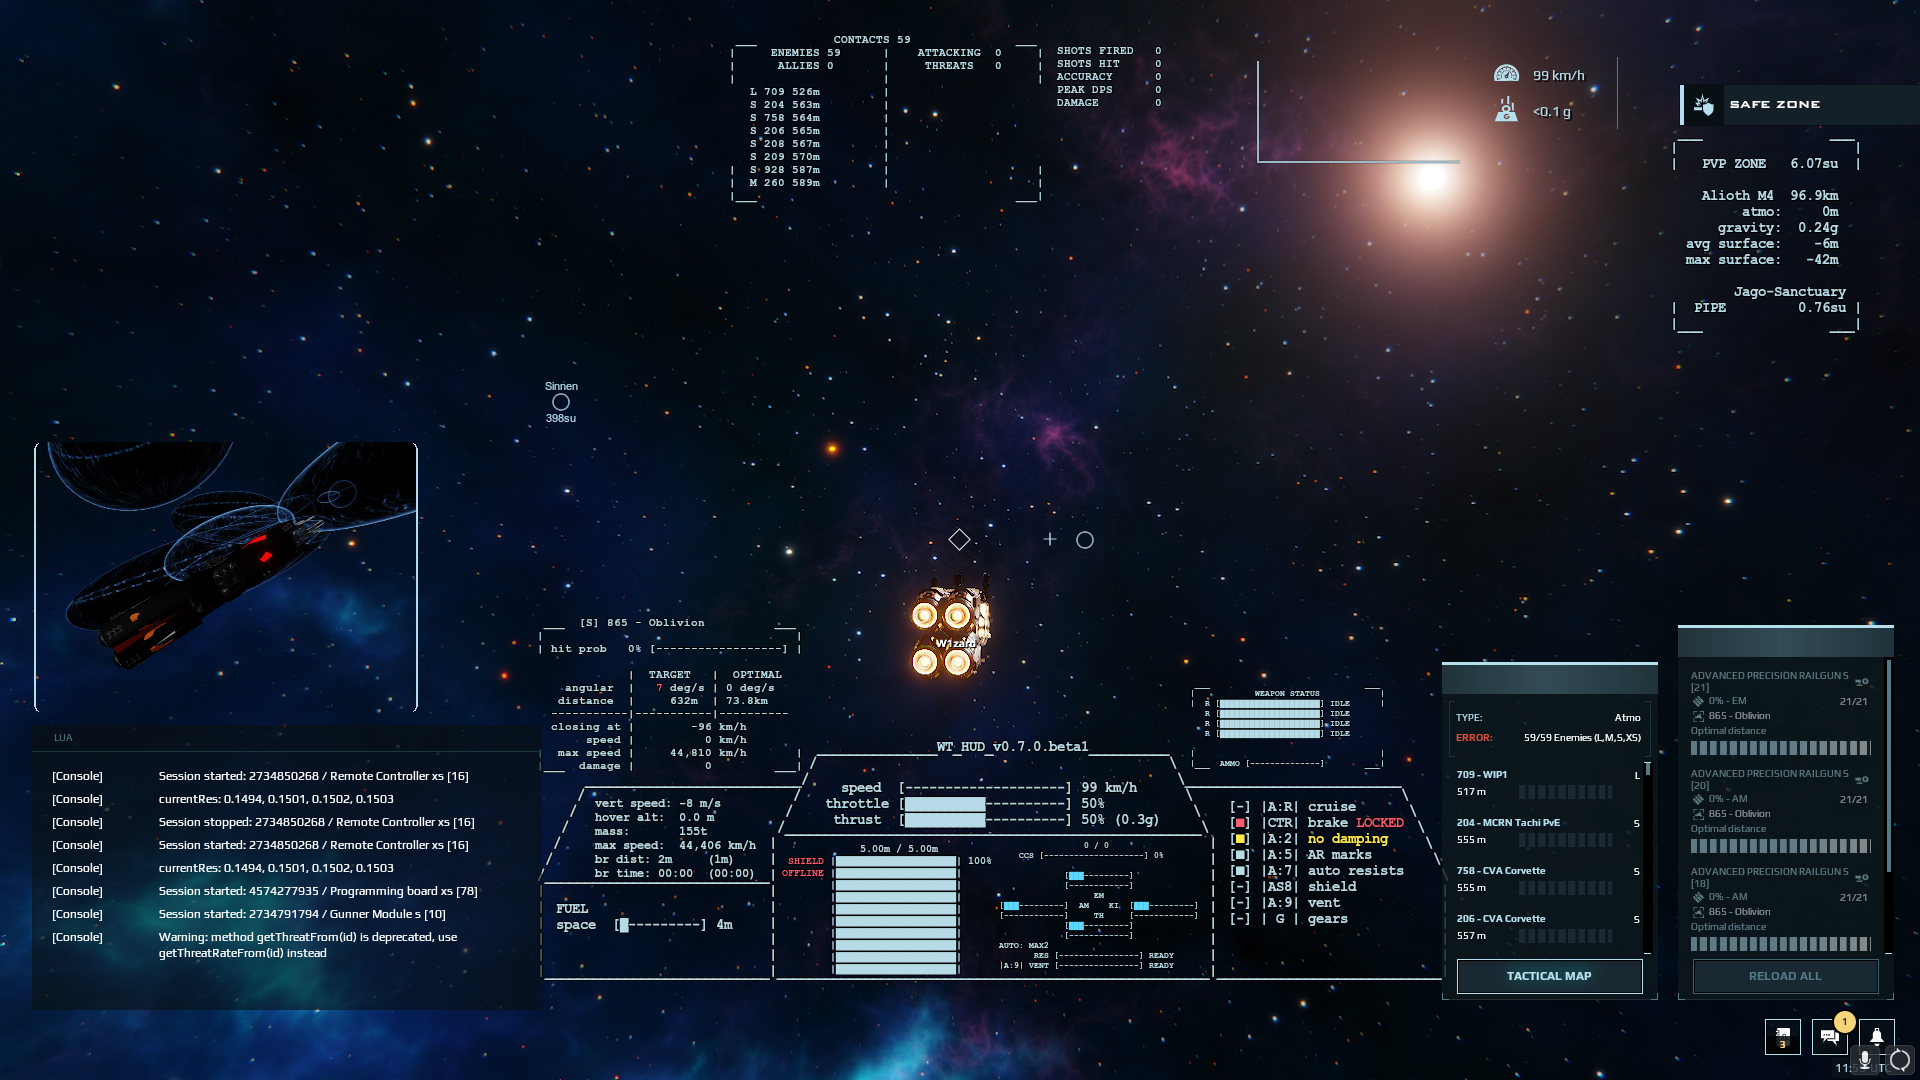 CONTACTS 59
ENEMIES 59
ALLIES 0
ATTACKING 0
THREATS 0
L 709 526m
S 204 563m
S 758 564m
S 206 565m
S 208 567m
S 209 570m
S 928 587m
M 260 589m
SHOTS FIRED 0
SHOTS HIT 0
ACCURACY 0
PEAK DPS 0
DAMAGE 0
99 km/h
<0.1 g
G
SAFE ZONE
PVP ZONE 6.07su
Alioth M4 96.9km
atmo: 0m
gravity: 0.24g
avg surface: -6m
max surface: -42m
Jago-Sanctuary
PIPE 0.76su
Sinnen
398su
W1zard
LUA
[Console] Session started: 2734850268 / Remote Controller xs [16]
[Console] currentRes: 0.1494, 0.1501, 0.1502, 0.1503
[Console] Session stopped: 2734850268 / Remote Controller xs [16]
[Console] Session started: 2734850268 / Remote Controller xs [16]
[Console] currentRes: 0.1494, 0.1501, 0.1502, 0.1503
[Console] Session started: 4574277935 / Programming board xs [78]
[Console] Session started: 2734791794 / Gunner Module s [10]
[Console] Warning: method getThreatFrom(id) is deprecated, use
getThreatRateFrom(id) instead
[S] 865 - Oblivion
hit prob 0% [------------------]
TARGET | OPTIMAL
angular | 7 deg/s | 0 deg/s
distance | 632m | 73.8km
closing at | -96 km/h
speed | 0 km/h
max speed | 44,810 km/h
damage | 0
WT HUD v0.7.0.beta1
speed 99 km/h
throttle 50%
thrust 50% (0.3g)
vert speed: -8 m/s
hover alt: 0.0 m
mass: 155t
max speed: 44,406 km/h
br dist: 2m (1m)
br time: 00:00 (00:00)
FUEL
space 4m
5.00m / 5.00m
SHIELD 100%
OFFLINE
0 / 0
CCS [--------------------] 0%
EM
AM KI
TH
AUTO: MAX2
RES [----------------] READY
|A:9| VENT [----------------] READY
WEAPON STATUS
R IDLE
R IDLE
R IDLE
R IDLE
AMMO [--------------]
[-] |A:R| cruise
[■] |CTR| brake LOCKED
[■] |A:2| no damping
[■] |A:5| AR marks
[■] |A:7| auto resists
[-] |AS8| shield
[-] |A:9| vent
[-] | G | gears
TYPE: Atmo
ERROR: 59/59 Enemies (L,M,S,XS)
709 - WIP1 L
517 m
204 - MCRN Tachi PvE S
555 m
758 - CVA Corvette S
555 m
206 - CVA Corvette S
557 m
TACTICAL MAP
ADVANCED PRECISION RAILGUN S
[21]
0% - EM 21/21
865 - Oblivion
Optimal distance
ADVANCED PRECISION RAILGUN S
[20]
0% - AM 21/21
865 - Oblivion
Optimal distance
ADVANCED PRECISION RAILGUN S
[18]
0% - AM 21/21
865 - Oblivion
Optimal distance
RELOAD ALL
3
1